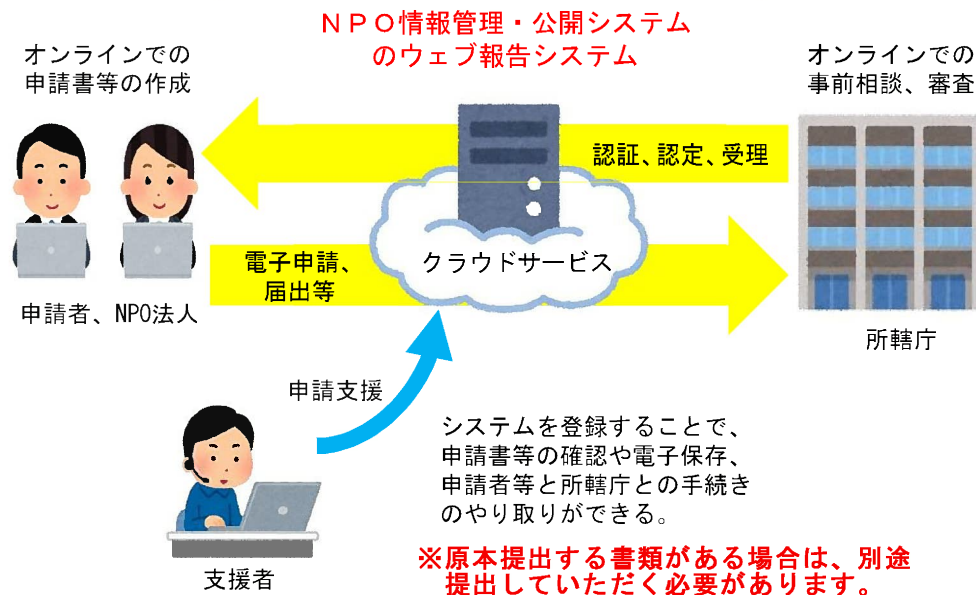 NPO情報管理・公開システム
のウェブ報告システム
オンラインでの
申請書等の作成
オンラインでの
事前相談、審査
認証、認定、受理
電子申請、
届出等
クラウドサービス
申請者、NPO法人
所轄庁
申請支援
支援者
システムを登録することで、
申請書等の確認や電子保存、
申請者等と所轄庁との手続き
のやり取りができる。
※原本提出する書類がある場合は、別途
提出していただく必要があります。